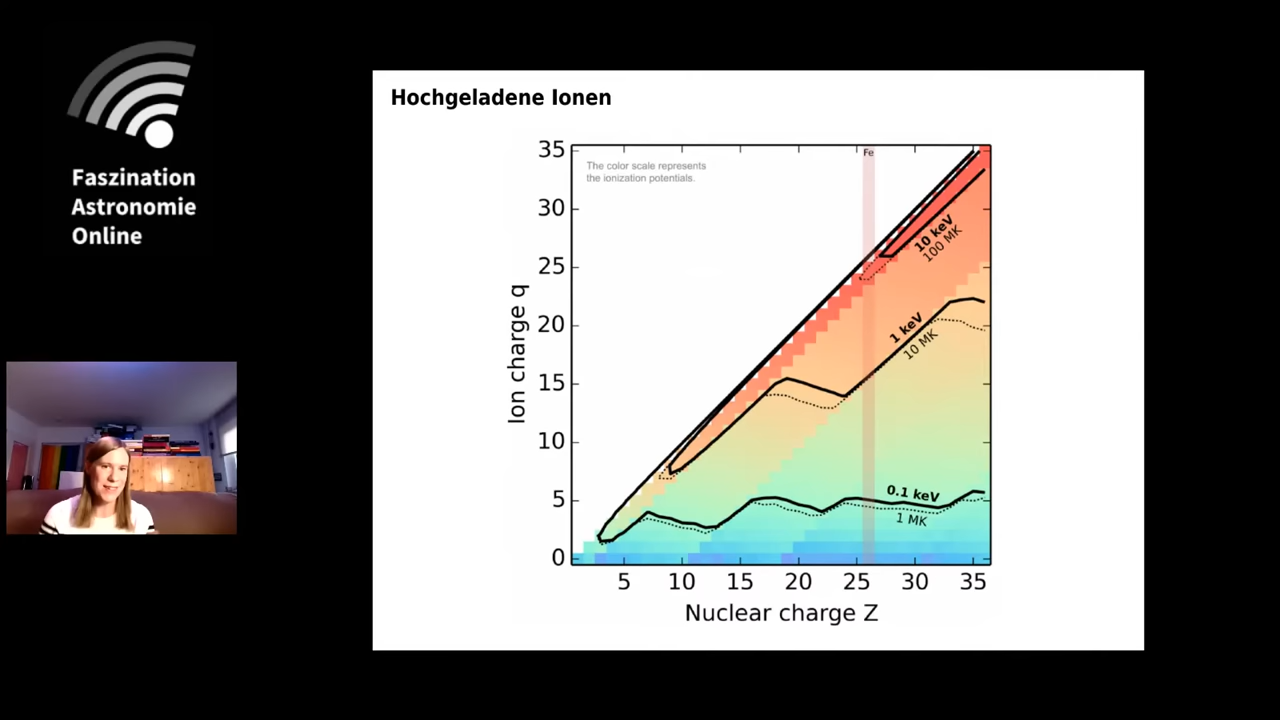 Faszination
Astronomie
Online
Hochgeladene Ionen
The color scale represents
the ionization potentials.
Fe
35
30
25
20
15
10
5
0
Ion charge q
10 keV
100 MK
1 keV
10 MK
0.1 keV
1 MK
5 10 15 20 25 30 35
Nuclear charge Z